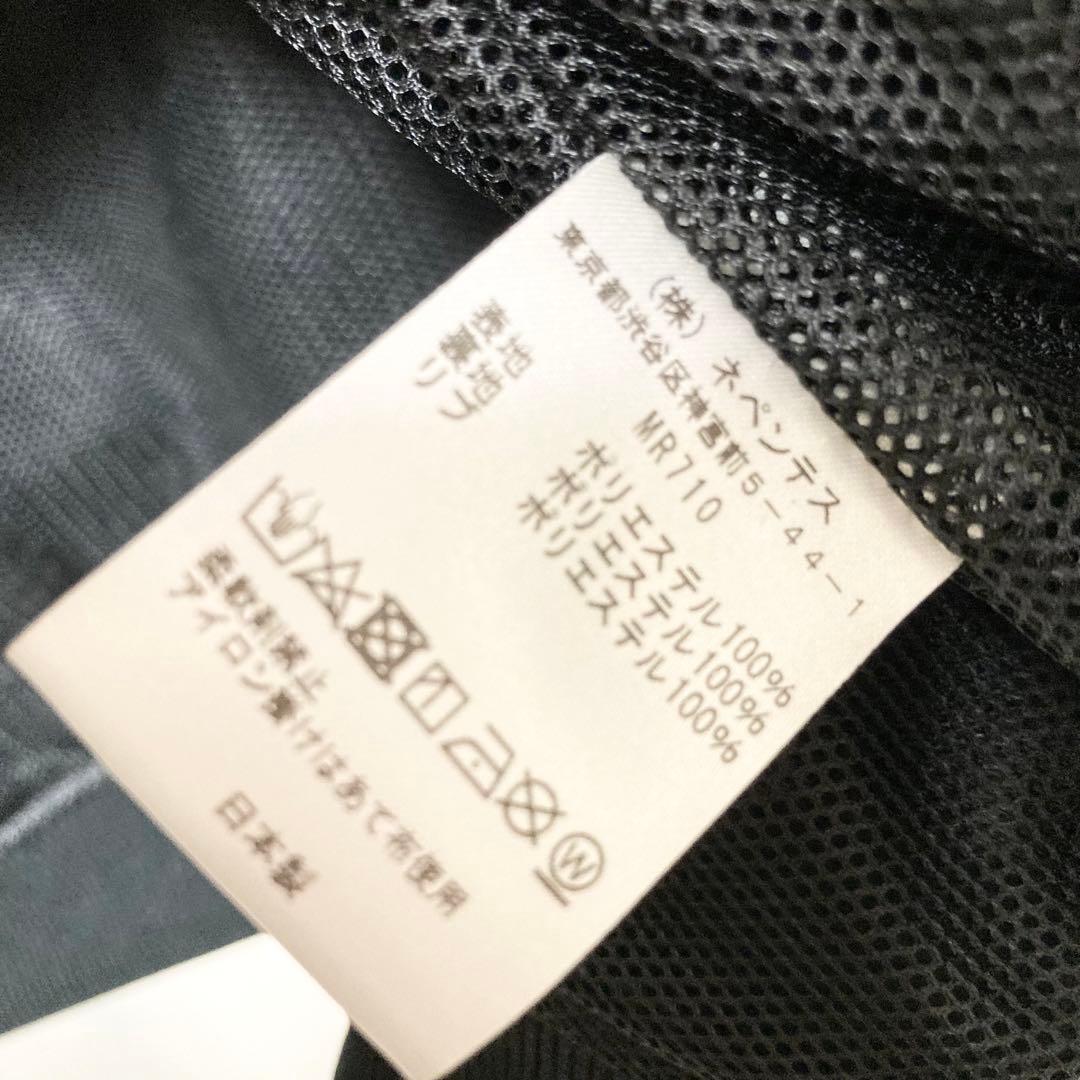 (株) ネペンテス
東京都渋谷区神宮前5-44-1
MR710
表地 ポリエステル100%
裏地 ポリエステル100%
リブ ポリエステル100%
W
柔軟剤禁止
アイロン掛けはあて布使用
日本製